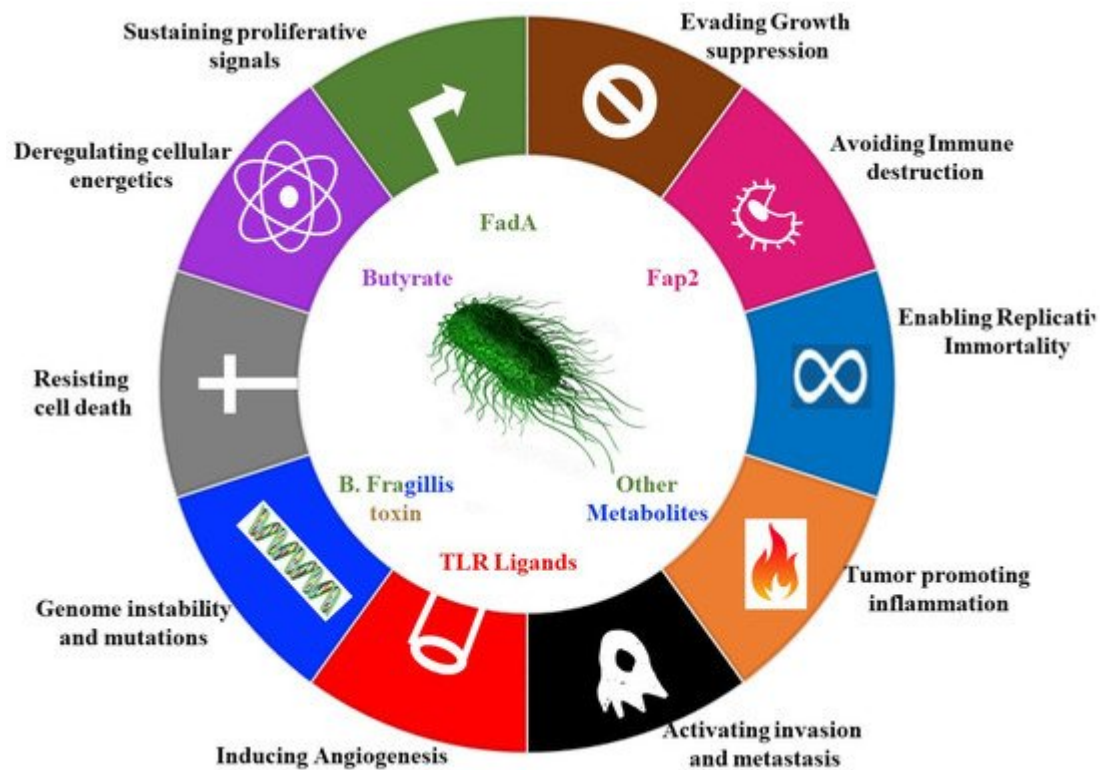 Sustaining proliferative
signals
Evading Growth
suppression
Deregulating cellular
energetics
Avoiding Immune
destruction
FadA
Butyrate
Fap2
Enabling Replicativ
Immortality
Resisting
cell death
B. Fragillis
toxin
Other
Metabolites
TLR Ligands
Tumor promoting
inflammation
Genome instability
and mutations
Activating invasion
and metastasis
Inducing Angiogenesis